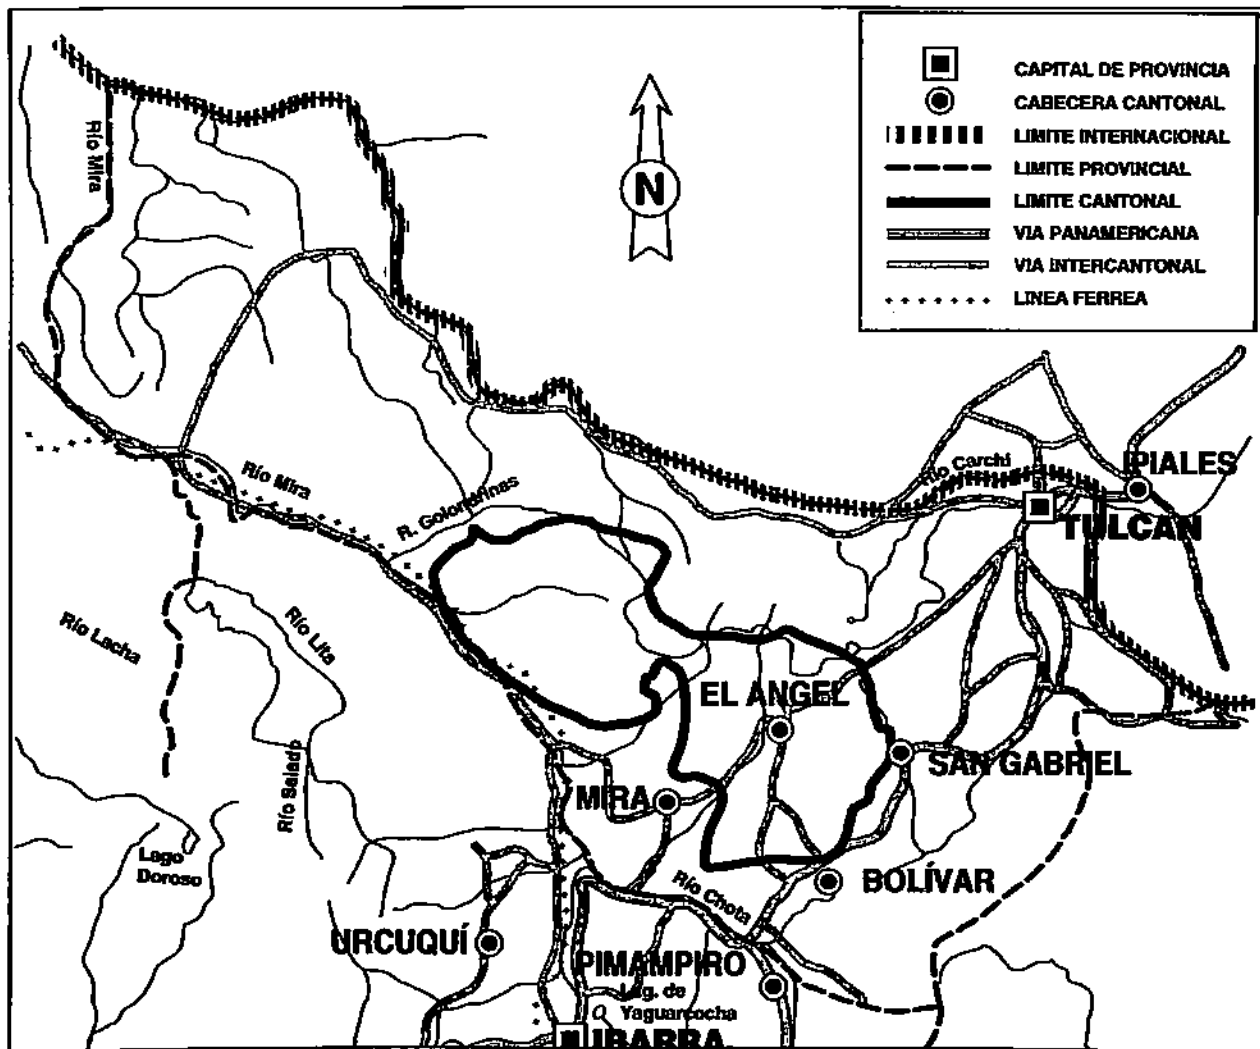 CAPITAL DE PROVINCIA
CABECERA CANTONAL
LIMITE INTERNACIONAL
LIMITE PROVINCIAL
LIMITE CANTONAL
VIA PANAMERICANA
VIA INTERCANTONAL
LINEA FERREA
N
Río Mira
Río Mira
R. Golondrinas
Río Carchi
IPIALES
TULCAN
Río Lacha
Río Lita
EL ANGEL
SAN GABRIEL
Río Salado
MIRA
Lago
Doroso
Río Chota
BOLÍVAR
URCUQUÍ
PIMAMPIRO
Lag. de
Yaguarcocha
IBARRA